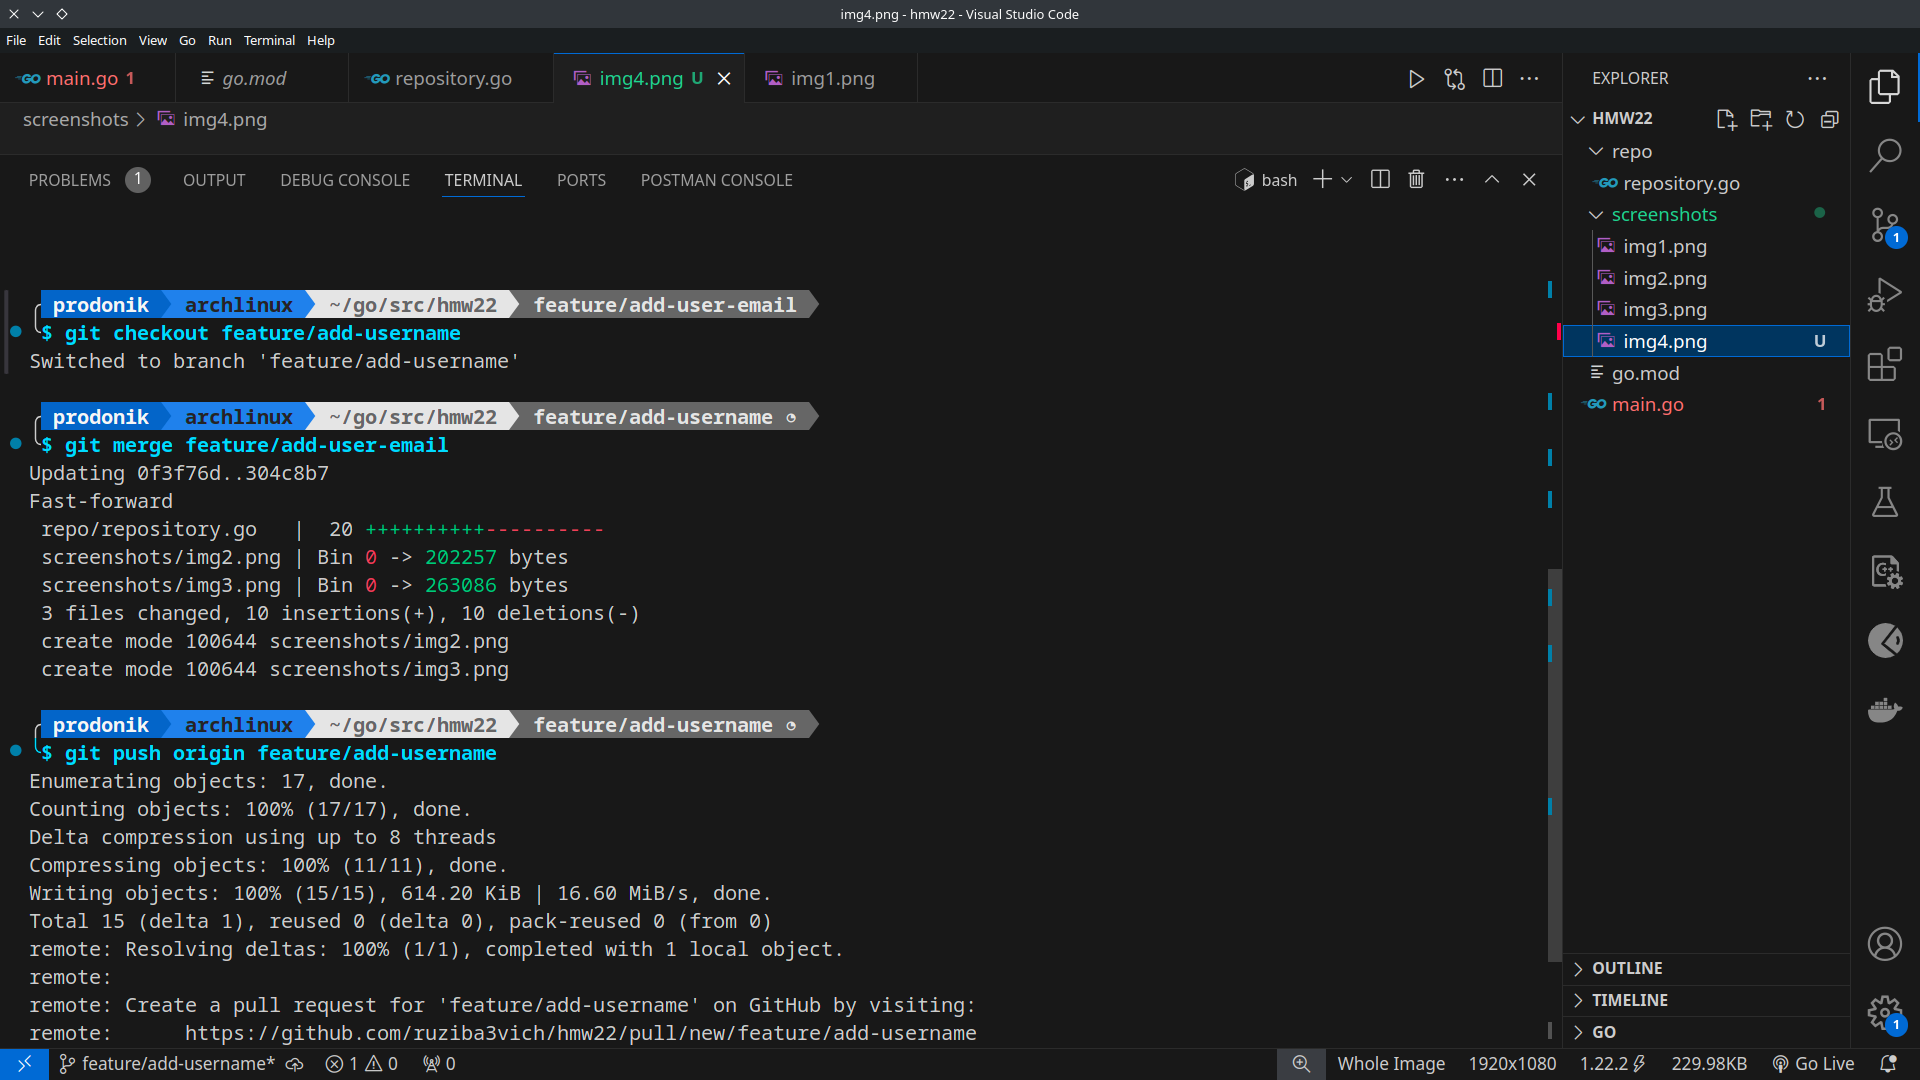 img4.png - hmw22 - Visual Studio Code
File Edit Selection View Go Run Terminal Help
GO main.go 1 go.mod GO repository.go img4.png U img1.png
screenshots > img4.png
PROBLEMS 1 OUTPUT DEBUG CONSOLE TERMINAL PORTS POSTMAN CONSOLE bash
prodonik archlinux ~/go/src/hmw22 feature/add-user-email
$ git checkout feature/add-username
Switched to branch 'feature/add-username'
prodonik archlinux ~/go/src/hmw22 feature/add-username
$ git merge feature/add-user-email
Updating 0f3f76d..304c8b7
Fast-forward
repo/repository.go | 20 ++++++++++----------
screenshots/img2.png | Bin 0 -> 202257 bytes
screenshots/img3.png | Bin 0 -> 263086 bytes
3 files changed, 10 insertions(+), 10 deletions(-)
create mode 100644 screenshots/img2.png
create mode 100644 screenshots/img3.png
prodonik archlinux ~/go/src/hmw22 feature/add-username
$ git push origin feature/add-username
Enumerating objects: 17, done.
Counting objects: 100% (17/17), done.
Delta compression using up to 8 threads
Compressing objects: 100% (11/11), done.
Writing objects: 100% (15/15), 614.20 KiB | 16.60 MiB/s, done.
Total 15 (delta 1), reused 0 (delta 0), pack-reused 0 (from 0)
remote: Resolving deltas: 100% (1/1), completed with 1 local object.
remote:
remote: Create a pull request for 'feature/add-username' on GitHub by visiting:
remote:      https://github.com/ruziba3vich/hmw22/pull/new/feature/add-username
EXPLORER
HMW22
repo
GO repository.go
screenshots
img1.png
img2.png
img3.png
img4.png U
go.mod
GO main.go 1
OUTLINE
TIMELINE
GO
1
1
feature/add-username* 1 0 0 Whole Image 1920x1080 1.22.2 229.98KB Go Live